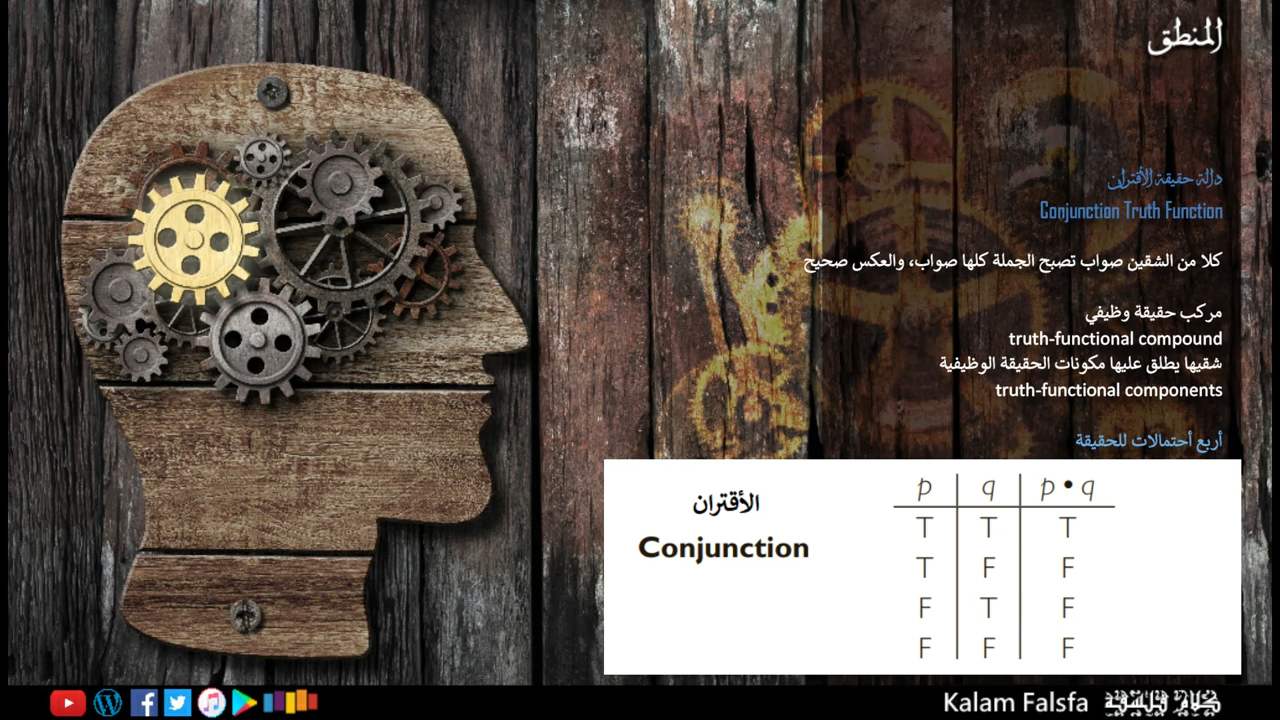 المنطق
دالة حقيقة الأقتران
Conjunction Truth Function
كلا من الشقين صواب تصبح الجملة كلها صواب، والعكس صحيح
مركب حقيقة وظيفي
truth-functional compound
شقيها يطلق عليها مكونات الحقيقة الوظيفية
truth-functional components
أربع أحتمالات للحقيقة
الأقتران
Conjunction
p q p • q
T T T
T F F
F T F
F F F
Kalam Falsfa كلام فلسفة